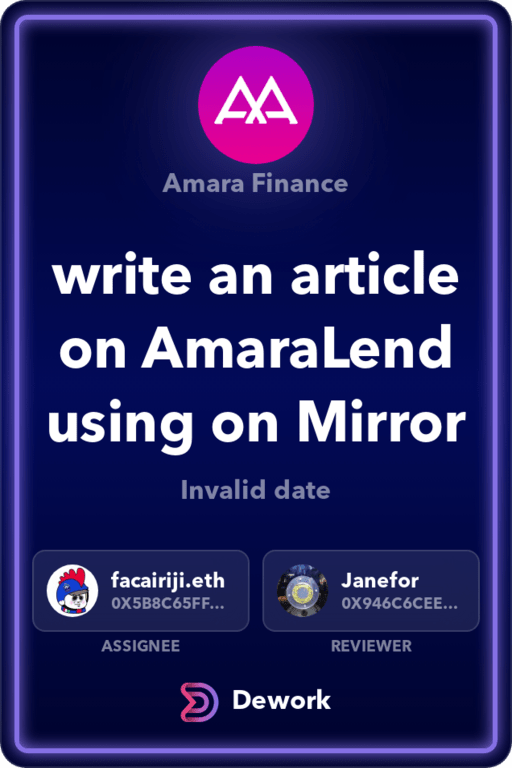 Amara Finance
write an article
on AmaraLend
using on Mirror
Invalid date
facairiji.eth
0X5B8C65FF...
Janefor
0X946C6CEE...
ASSIGNEE
REVIEWER
Dework